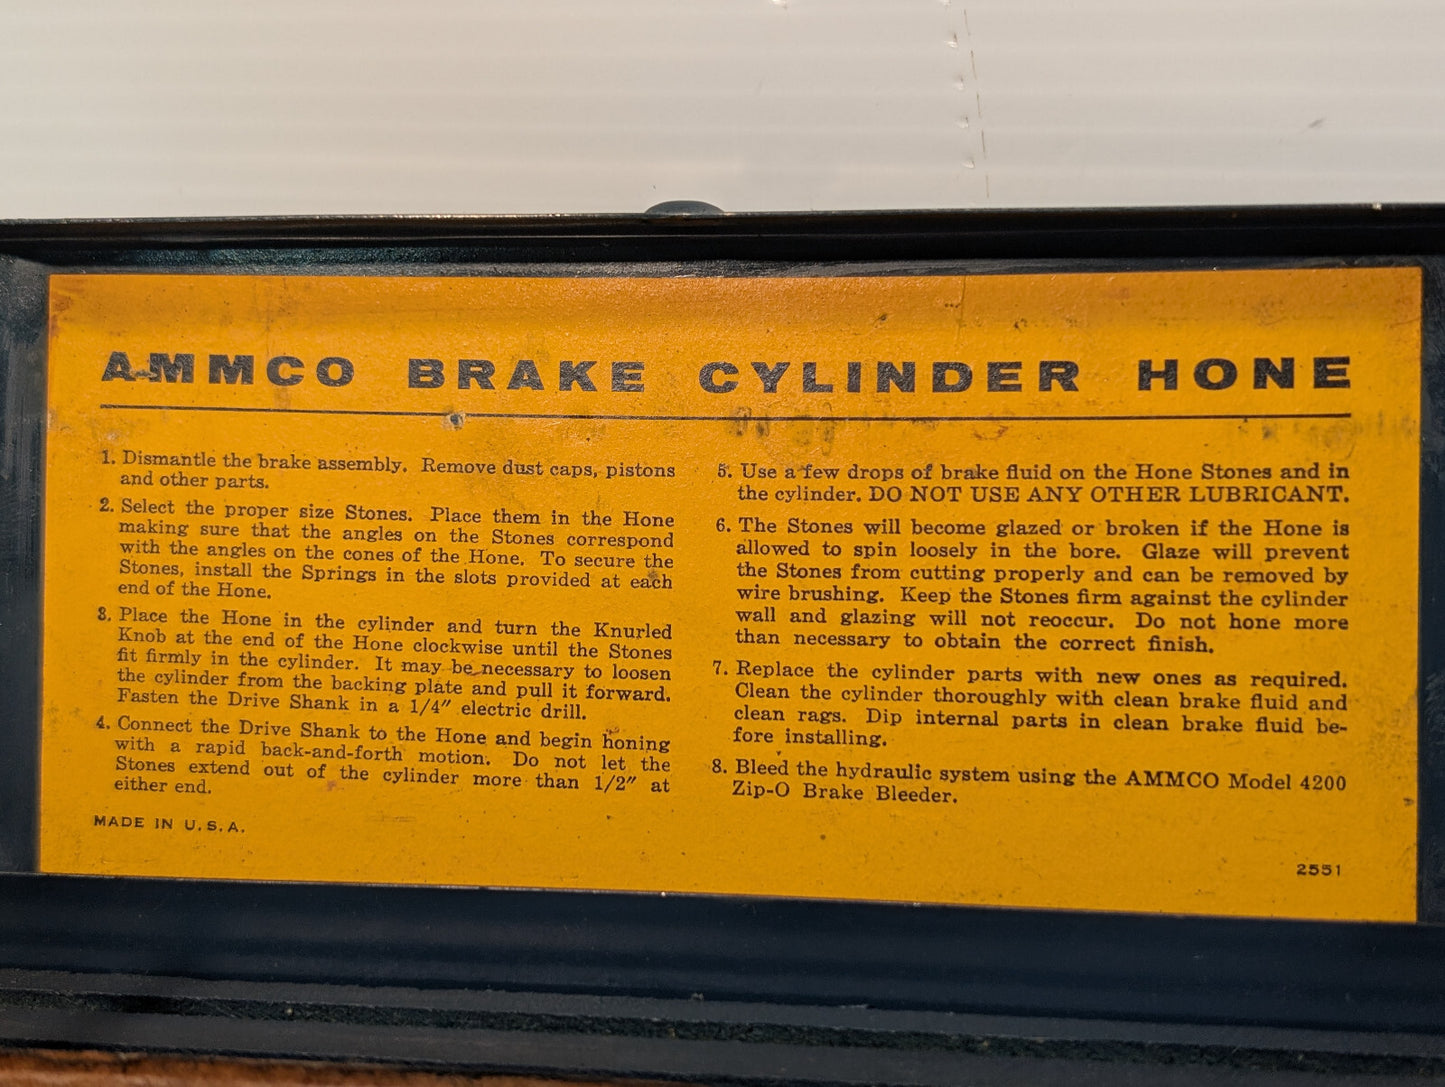 AMMCO BRAKE CYLINDER HONE
1. Dismantle the brake assembly. Remove dust caps, pistons
and other parts.
2. Select the proper size Stones. Place them in the Hone
making sure that the angles on the Stones correspond
with the angles on the cones of the Hone. To secure the
Stones, install the Springs in the slots provided at each
end of the Hone.
3. Place the Hone in the cylinder and turn the Knurled
Knob at the end of the Hone clockwise until the Stones
fit firmly in the cylinder. It may be necessary to loosen
the cylinder from the backing plate and pull it forward.
Fasten the Drive Shank in a 1/4" electric drill.
4. Connect the Drive Shank to the Hone and begin honing
with a rapid back-and-forth motion. Do not let the
Stones extend out of the cylinder more than 1/2" at
either end.
MADE IN U.S.A.
5. Use a few drops of brake fluid on the Hone Stones and in
the cylinder. DO NOT USE ANY OTHER LUBRICANT.
6. The Stones will become glazed or broken if the Hone is
allowed to spin loosely in the bore. Glaze will prevent
the Stones from cutting properly and can be removed by
wire brushing. Keep the Stones firm against the cylinder
wall and glazing will not reoccur. Do not hone more
than necessary to obtain the correct finish.
7. Replace the cylinder parts with new ones as required.
Clean the cylinder thoroughly with clean brake fluid and
clean rags. Dip internal parts in clean brake fluid be-
fore installing.
8. Bleed the hydraulic system using the AMMCO Model 4200
Zip-O Brake Bleeder.
2551